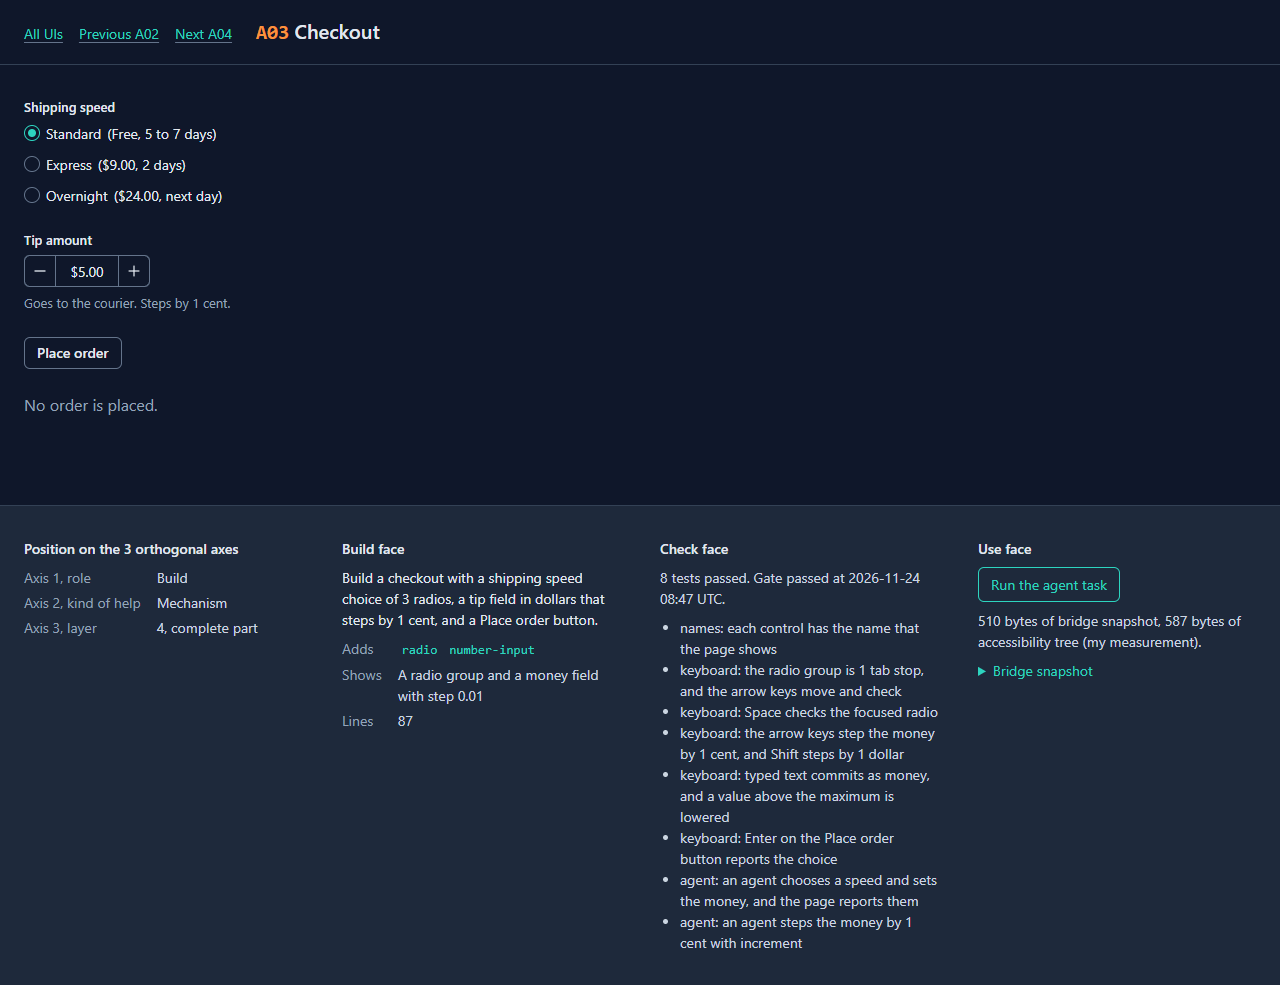 All UIs Previous A02 Next A04 A03 Checkout
Shipping speed
Standard (Free, 5 to 7 days)
Express ($9.00, 2 days)
Overnight ($24.00, next day)
Tip amount
− $5.00 +
Goes to the courier. Steps by 1 cent.
Place order
No order is placed.
Position on the 3 orthogonal axes
Axis 1, role Build
Axis 2, kind of help Mechanism
Axis 3, layer 4, complete part
Build face
Build a checkout with a shipping speed
choice of 3 radios, a tip field in dollars that
steps by 1 cent, and a Place order button.
Adds radio number-input
Shows A radio group and a money field
with step 0.01
Lines 87
Check face
8 tests passed. Gate passed at 2026-11-24
08:47 UTC.
• names: each control has the name that
the page shows
• keyboard: the radio group is 1 tab stop,
and the arrow keys move and check
• keyboard: Space checks the focused radio
• keyboard: the arrow keys step the money
by 1 cent, and Shift steps by 1 dollar
• keyboard: typed text commits as money,
and a value above the maximum is
lowered
• keyboard: Enter on the Place order
button reports the choice
• agent: an agent chooses a speed and sets
the money, and the page reports them
• agent: an agent steps the money by 1
cent with increment
Use face
Run the agent task
510 bytes of bridge snapshot, 587 bytes of
accessibility tree (my measurement).
▶ Bridge snapshot